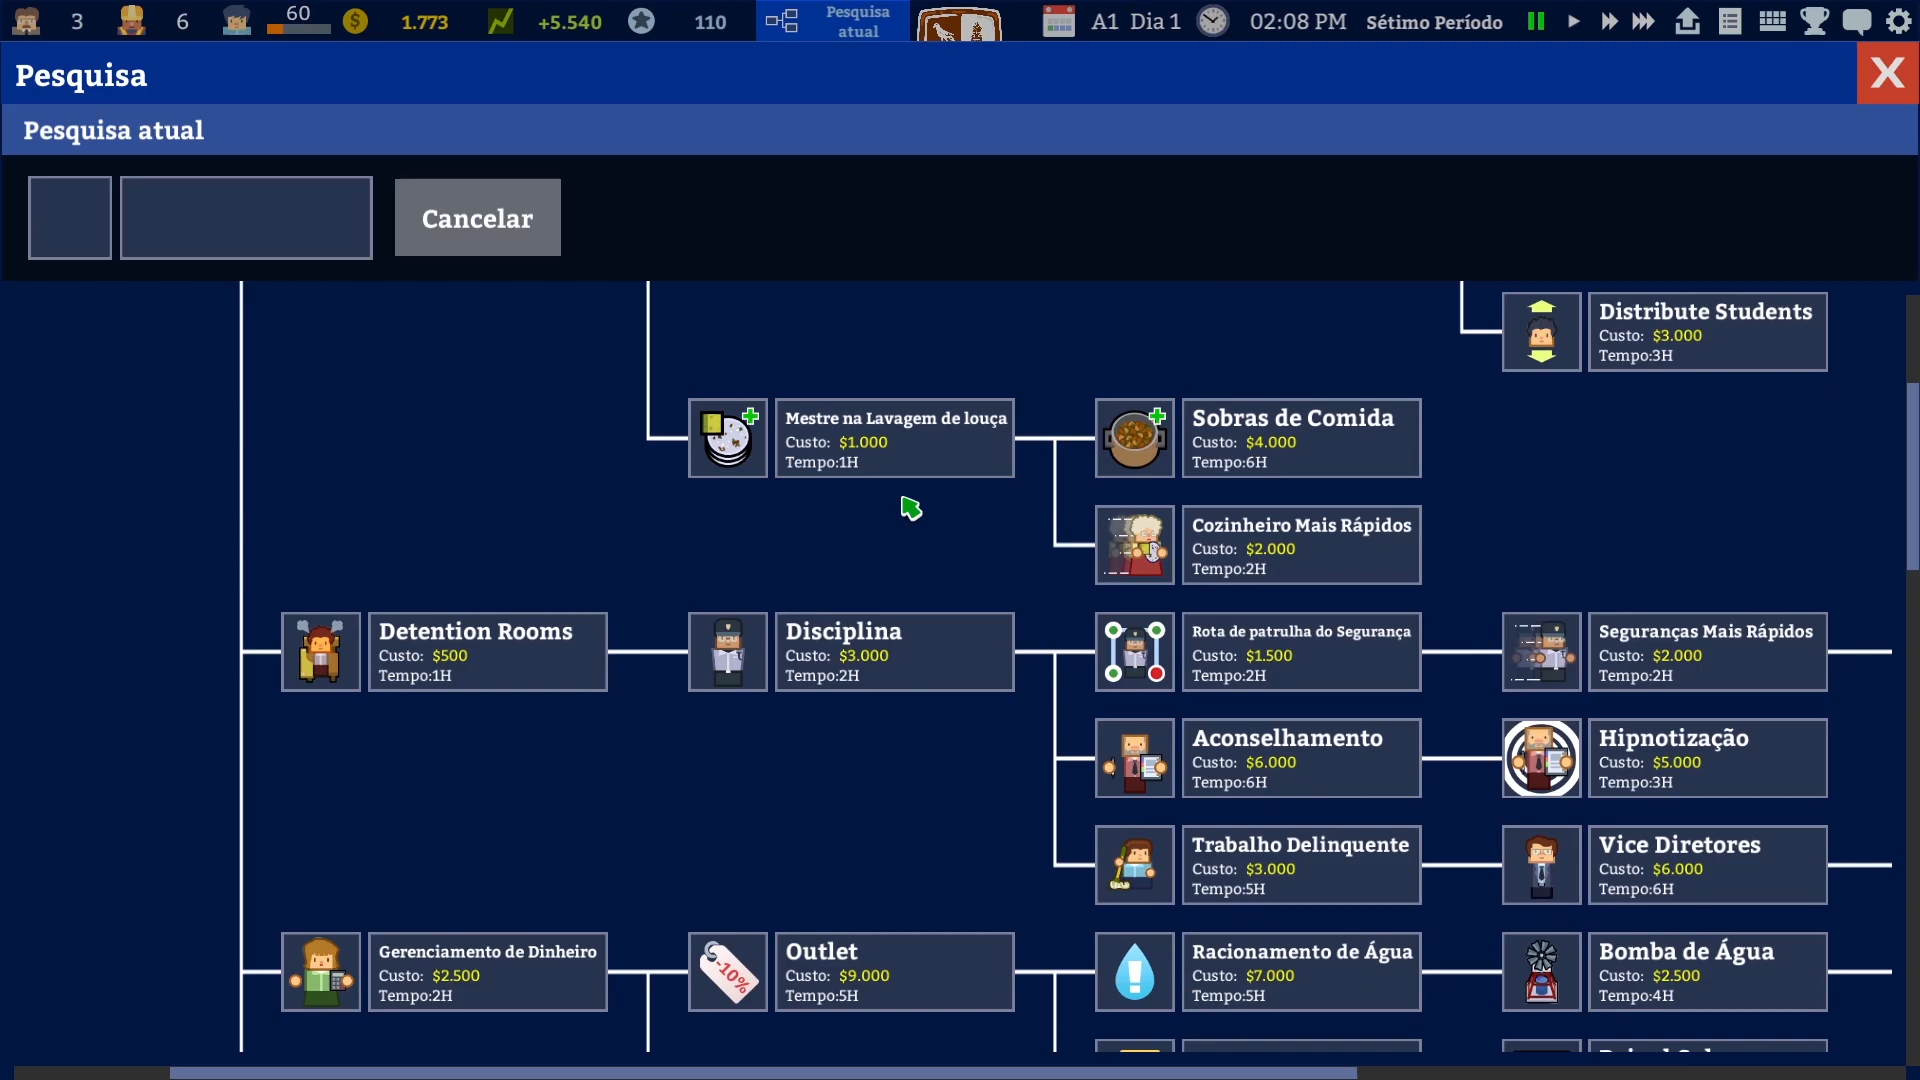 3 6 60 1.773 +5.540 110 Pesquisa atual A1 Dia 1 02:08 PM Sétimo Período
Pesquisa
X
Pesquisa atual
Cancelar
Distribute Students
Custo: $3.000
Tempo:3H
Mestre na Lavagem de louça
Custo: $1.000
Tempo:1H
Sobras de Comida
Custo: $4.000
Tempo:6H
Cozinheiro Mais Rápidos
Custo: $2.000
Tempo:2H
Detention Rooms
Custo: $500
Tempo:1H
Disciplina
Custo: $3.000
Tempo:2H
Rota de patrulha do Segurança
Custo: $1.500
Tempo:2H
Seguranças Mais Rápidos
Custo: $2.000
Tempo:2H
Aconselhamento
Custo: $6.000
Tempo:6H
Hipnotização
Custo: $5.000
Tempo:3H
Trabalho Delinquente
Custo: $3.000
Tempo:5H
Vice Diretores
Custo: $6.000
Tempo:6H
Gerenciamento de Dinheiro
Custo: $2.500
Tempo:2H
-10%
Outlet
Custo: $9.000
Tempo:5H
Racionamento de Água
Custo: $7.000
Tempo:5H
Bomba de Água
Custo: $2.500
Tempo:4H